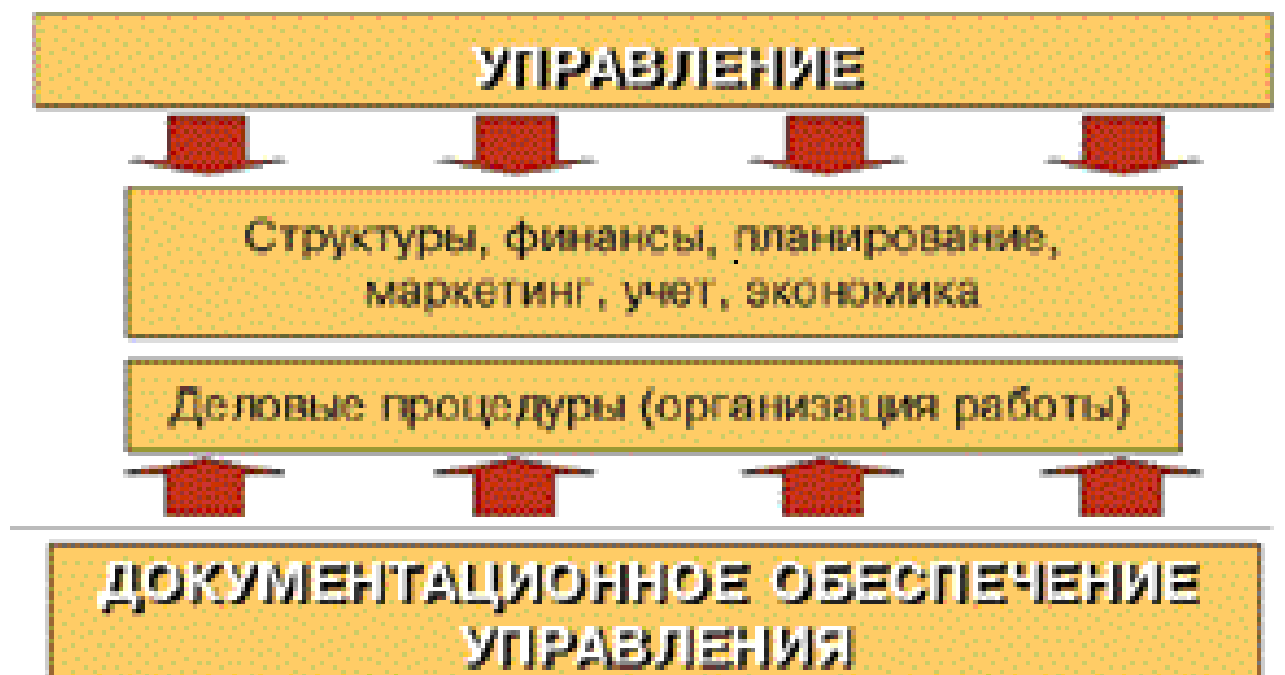 УПРАВЛЕНИЕ
Структуры, финансы, планирование,
маркетинг, учет, экономика
Деловые процедуры (организация работы)
ДОКУМЕНТАЦИОННОЕ ОБЕСПЕЧЕНИЕ
УПРАВЛЕНИЯ